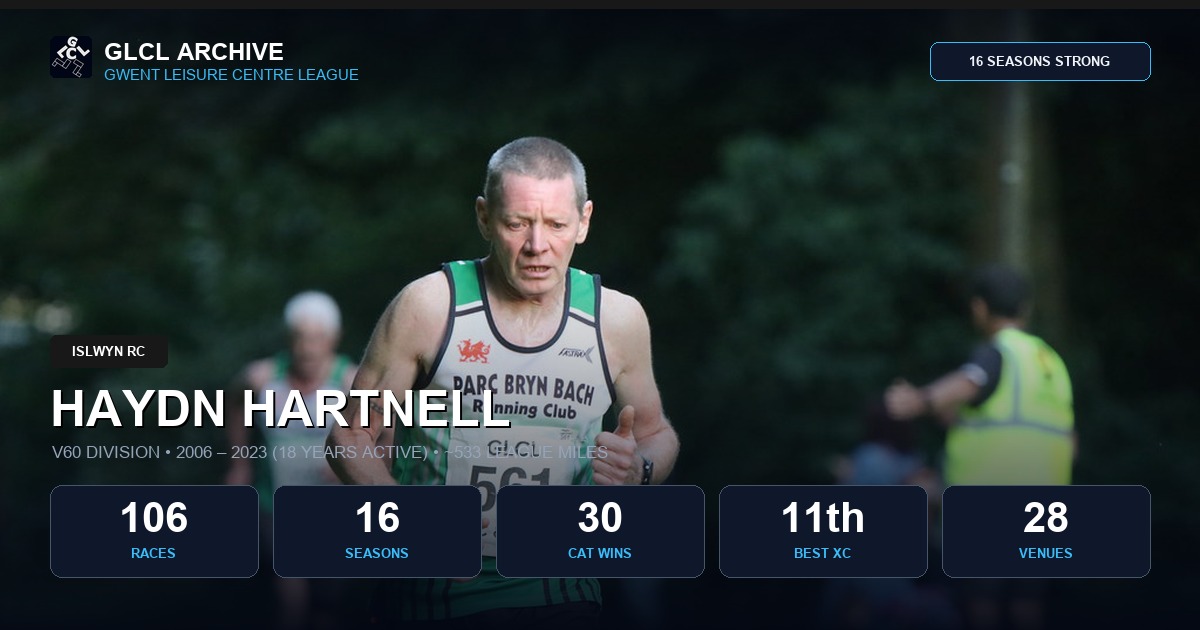 GLCL ARCHIVE
GWENT LEISURE CENTRE LEAGUE
16 SEASONS STRONG
FASTRAX
ISLWYN RC
PARC BRYN BACH
Running Club
HAYDN HARTNELL
GLCL
V60 DIVISION • 2006 – 2023 (18 YEARS ACTIVE) • ~533 LEAGUE MILES
561
106
RACES
16
SEASONS
30
CAT WINS
11th
BEST XC
28
VENUES